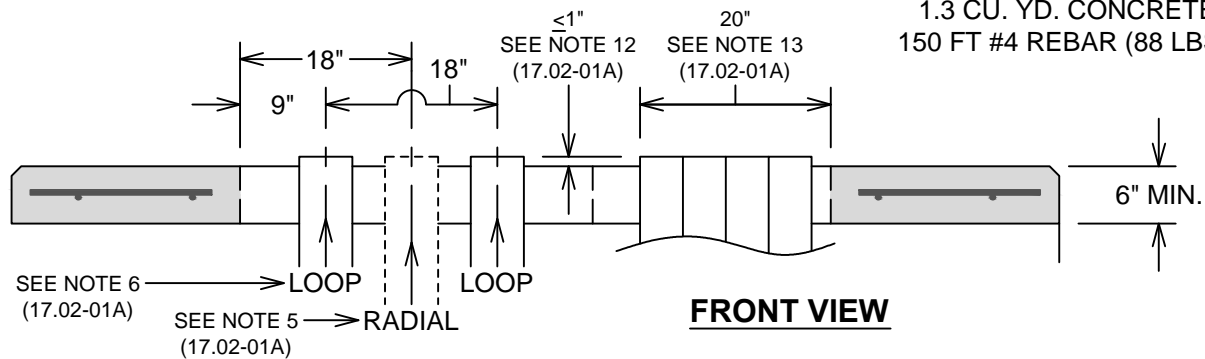 1.3 CU. YD. CONCRETE
150 FT #4 REBAR (88 LBS
≤1"
SEE NOTE 12
(17.02-01A)
20"
SEE NOTE 13
(17.02-01A)
18"
18"
9"
6" MIN.
SEE NOTE 6
(17.02-01A)
LOOP
LOOP
SEE NOTE 5
(17.02-01A)
RADIAL
FRONT VIEW